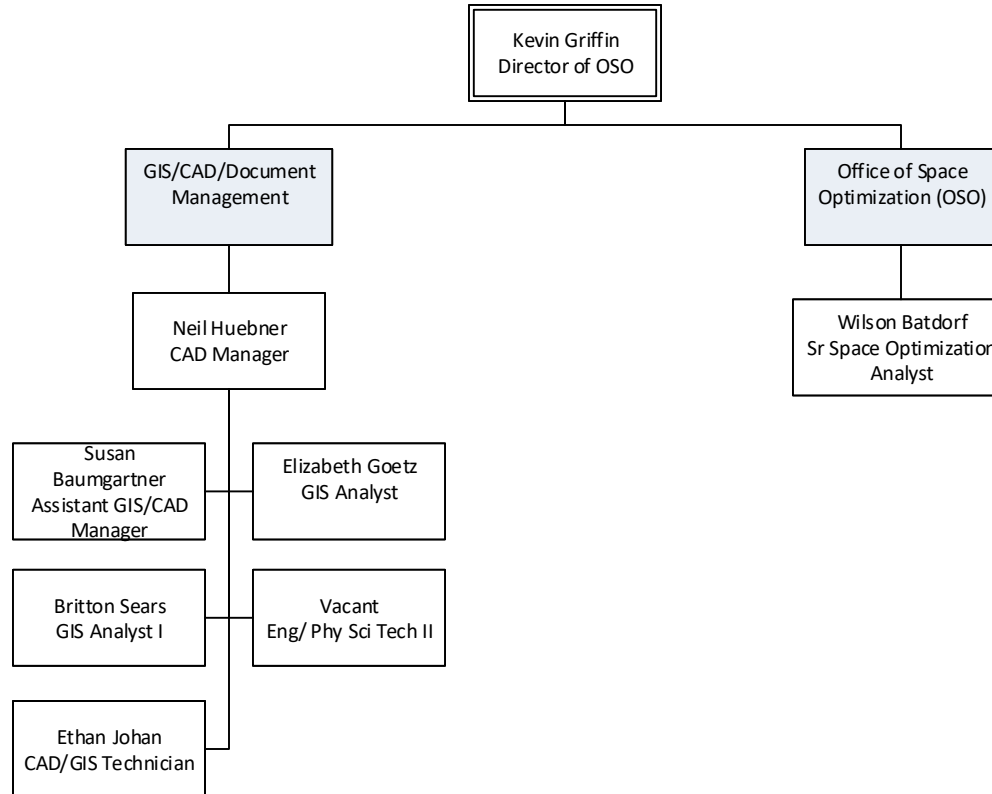 Kevin Griffin
Director of OSO
GIS/CAD/Document
Management
Office of Space
Optimization (OSO)
Neil Huebner
CAD Manager
Wilson Batdorf
Sr Space Optimization
Analyst
Susan
Baumgartner
Assistant GIS/CAD
Manager
Elizabeth Goetz
GIS Analyst
Britton Sears
GIS Analyst I
Vacant
Eng/ Phy Sci Tech II
Ethan Johan
CAD/GIS Technician